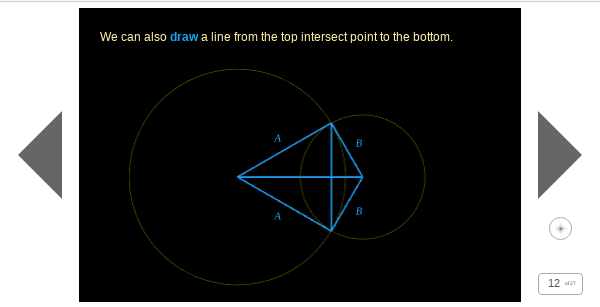 We can also draw a line from the top intersect point to the bottom.
A
B
A
B
12 of 27